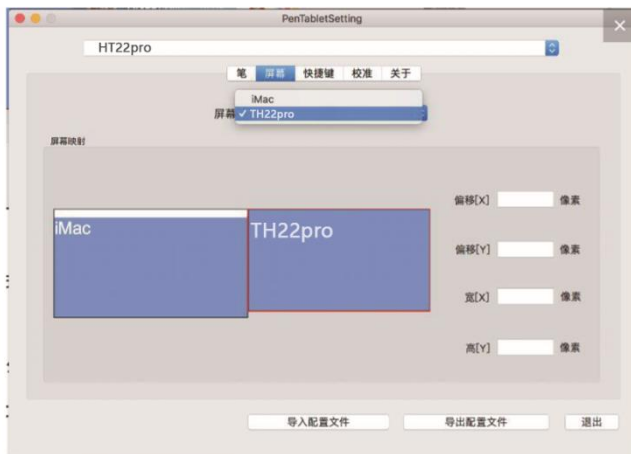 PenTabletSetting
HT22pro
笔 屏幕 快捷键 校准 关于
iMac
屏幕 ✓ TH22pro
屏幕映射
iMac
TH22pro
偏移[X] 像素
偏移[Y] 像素
宽[X] 像素
高[Y] 像素
导入配置文件 导出配置文件 退出